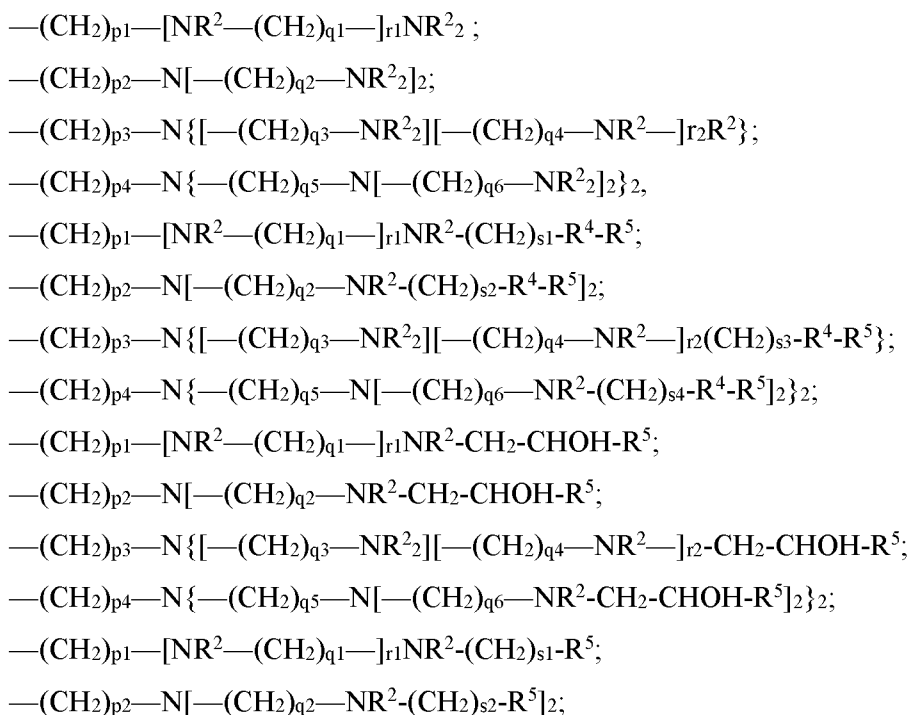 —(CH₂)ₚ₁—[NR²—(CH₂)q₁—]ᵣ₁NR²₂ ;
—(CH₂)ₚ₂—N[—(CH₂)q₂—NR²₂]₂;
—(CH₂)ₚ₃—N{[—(CH₂)q₃—NR²₂][—(CH₂)q₄—NR²—]r₂R²};
—(CH₂)ₚ₄—N{—(CH₂)q₅—N[—(CH₂)q₆—NR²₂]₂}₂,
—(CH₂)ₚ₁—[NR²—(CH₂)q₁—]ᵣ₁NR²-(CH₂)ₛ₁-R⁴-R⁵;
—(CH₂)ₚ₂—N[—(CH₂)q₂—NR²-(CH₂)ₛ₂-R⁴-R⁵]₂;
—(CH₂)ₚ₃—N{[—(CH₂)q₃—NR²₂][—(CH₂)q₄—NR²—]ᵣ₂(CH₂)ₛ₃-R⁴-R⁵};
—(CH₂)ₚ₄—N{—(CH₂)q₅—N[—(CH₂)q₆—NR²-(CH₂)ₛ₄-R⁴-R⁵]₂}₂;
—(CH₂)ₚ₁—[NR²—(CH₂)q₁—]ᵣ₁NR²-CH₂-CHOH-R⁵;
—(CH₂)ₚ₂—N[—(CH₂)q₂—NR²-CH₂-CHOH-R⁵;
—(CH₂)ₚ₃—N{[—(CH₂)q₃—NR²₂][—(CH₂)q₄—NR²—]ᵣ₂-CH₂-CHOH-R⁵;
—(CH₂)ₚ₄—N{—(CH₂)q₅—N[—(CH₂)q₆—NR²-CH₂-CHOH-R⁵]₂}₂;
—(CH₂)ₚ₁—[NR²—(CH₂)q₁—]ᵣ₁NR²-(CH₂)ₛ₁-R⁵;
—(CH₂)ₚ₂—N[—(CH₂)q₂—NR²-(CH₂)ₛ₂-R⁵]₂;